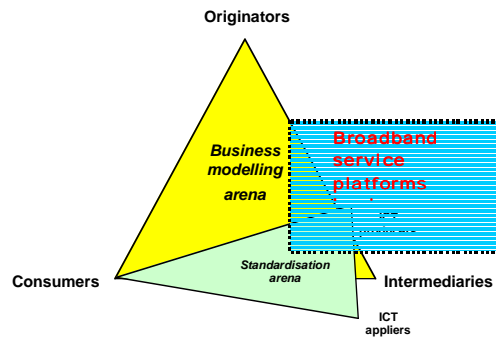 Originators
Business
modelling
arena
Broadband
service
platforms
Standardisation
arena
Consumers
Intermediaries
ICT
appliers